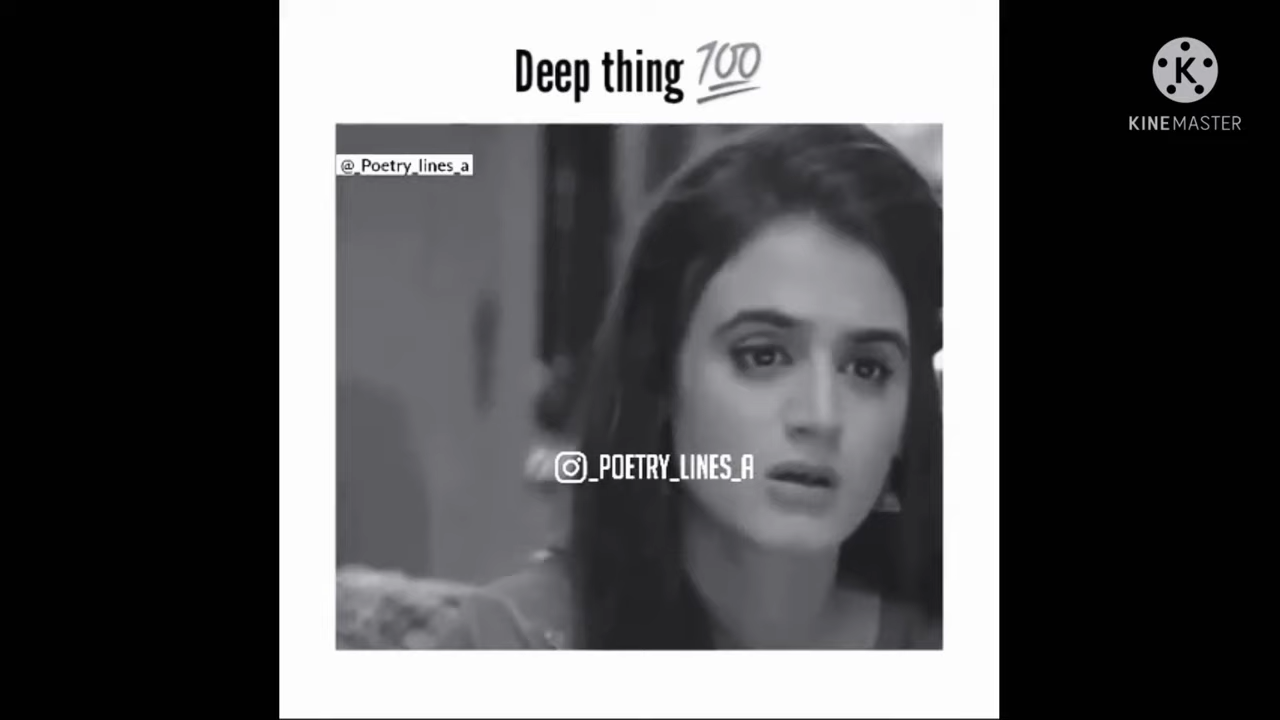 Deep thing 💯
K
KINEMASTER
@_Poetry_lines_a
_POETRY_LINES_A